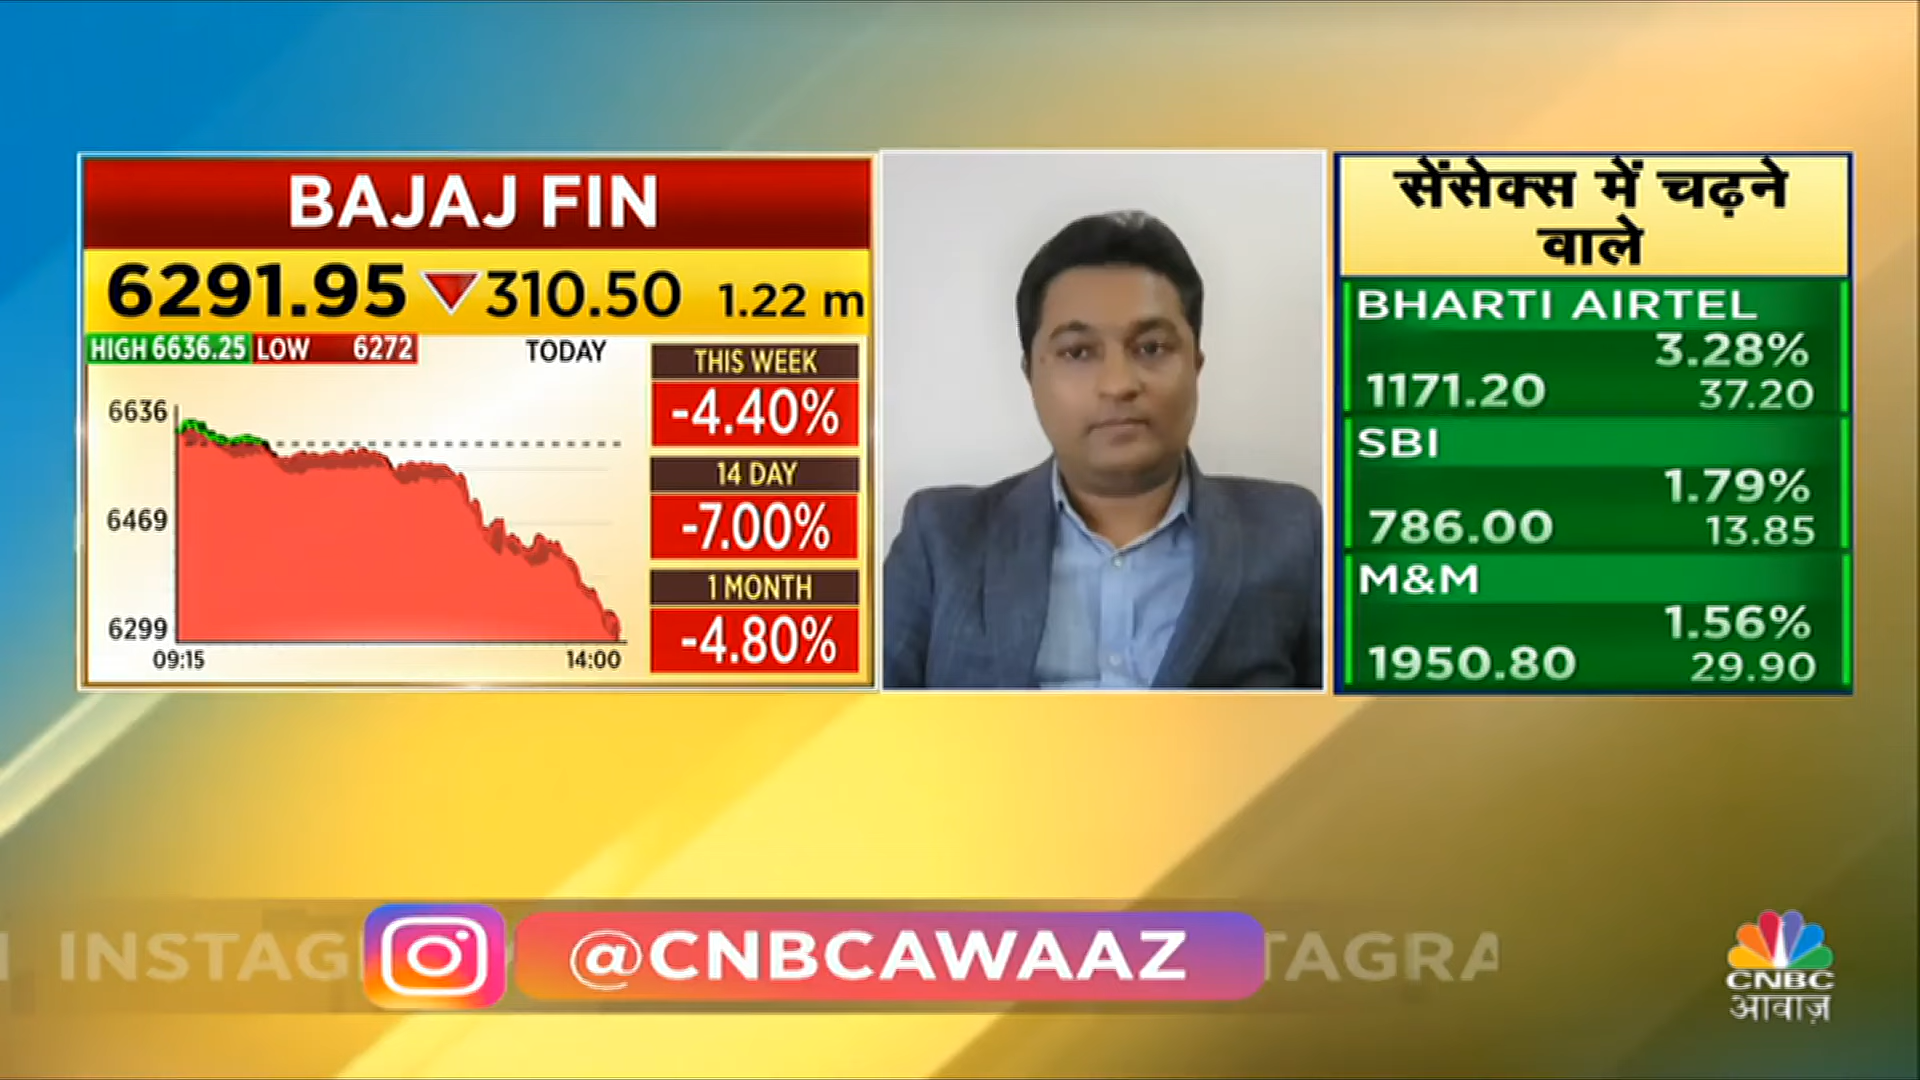 BAJAJ FIN
6291.95 310.50 1.22 m
HIGH 6636.25 LOW 6272 TODAY
6636
6469
6299
09:15 14:00
THIS WEEK
-4.40%
14 DAY
-7.00%
1 MONTH
-4.80%
सेंसेक्स में चढ़ने
वाले
BHARTI AIRTEL
3.28%
1171.20 37.20
SBI
1.79%
786.00 13.85
M&M
1.56%
1950.80 29.90
INSTAG @CNBCAWAAZ TAGRA
CNBC
आवाज़